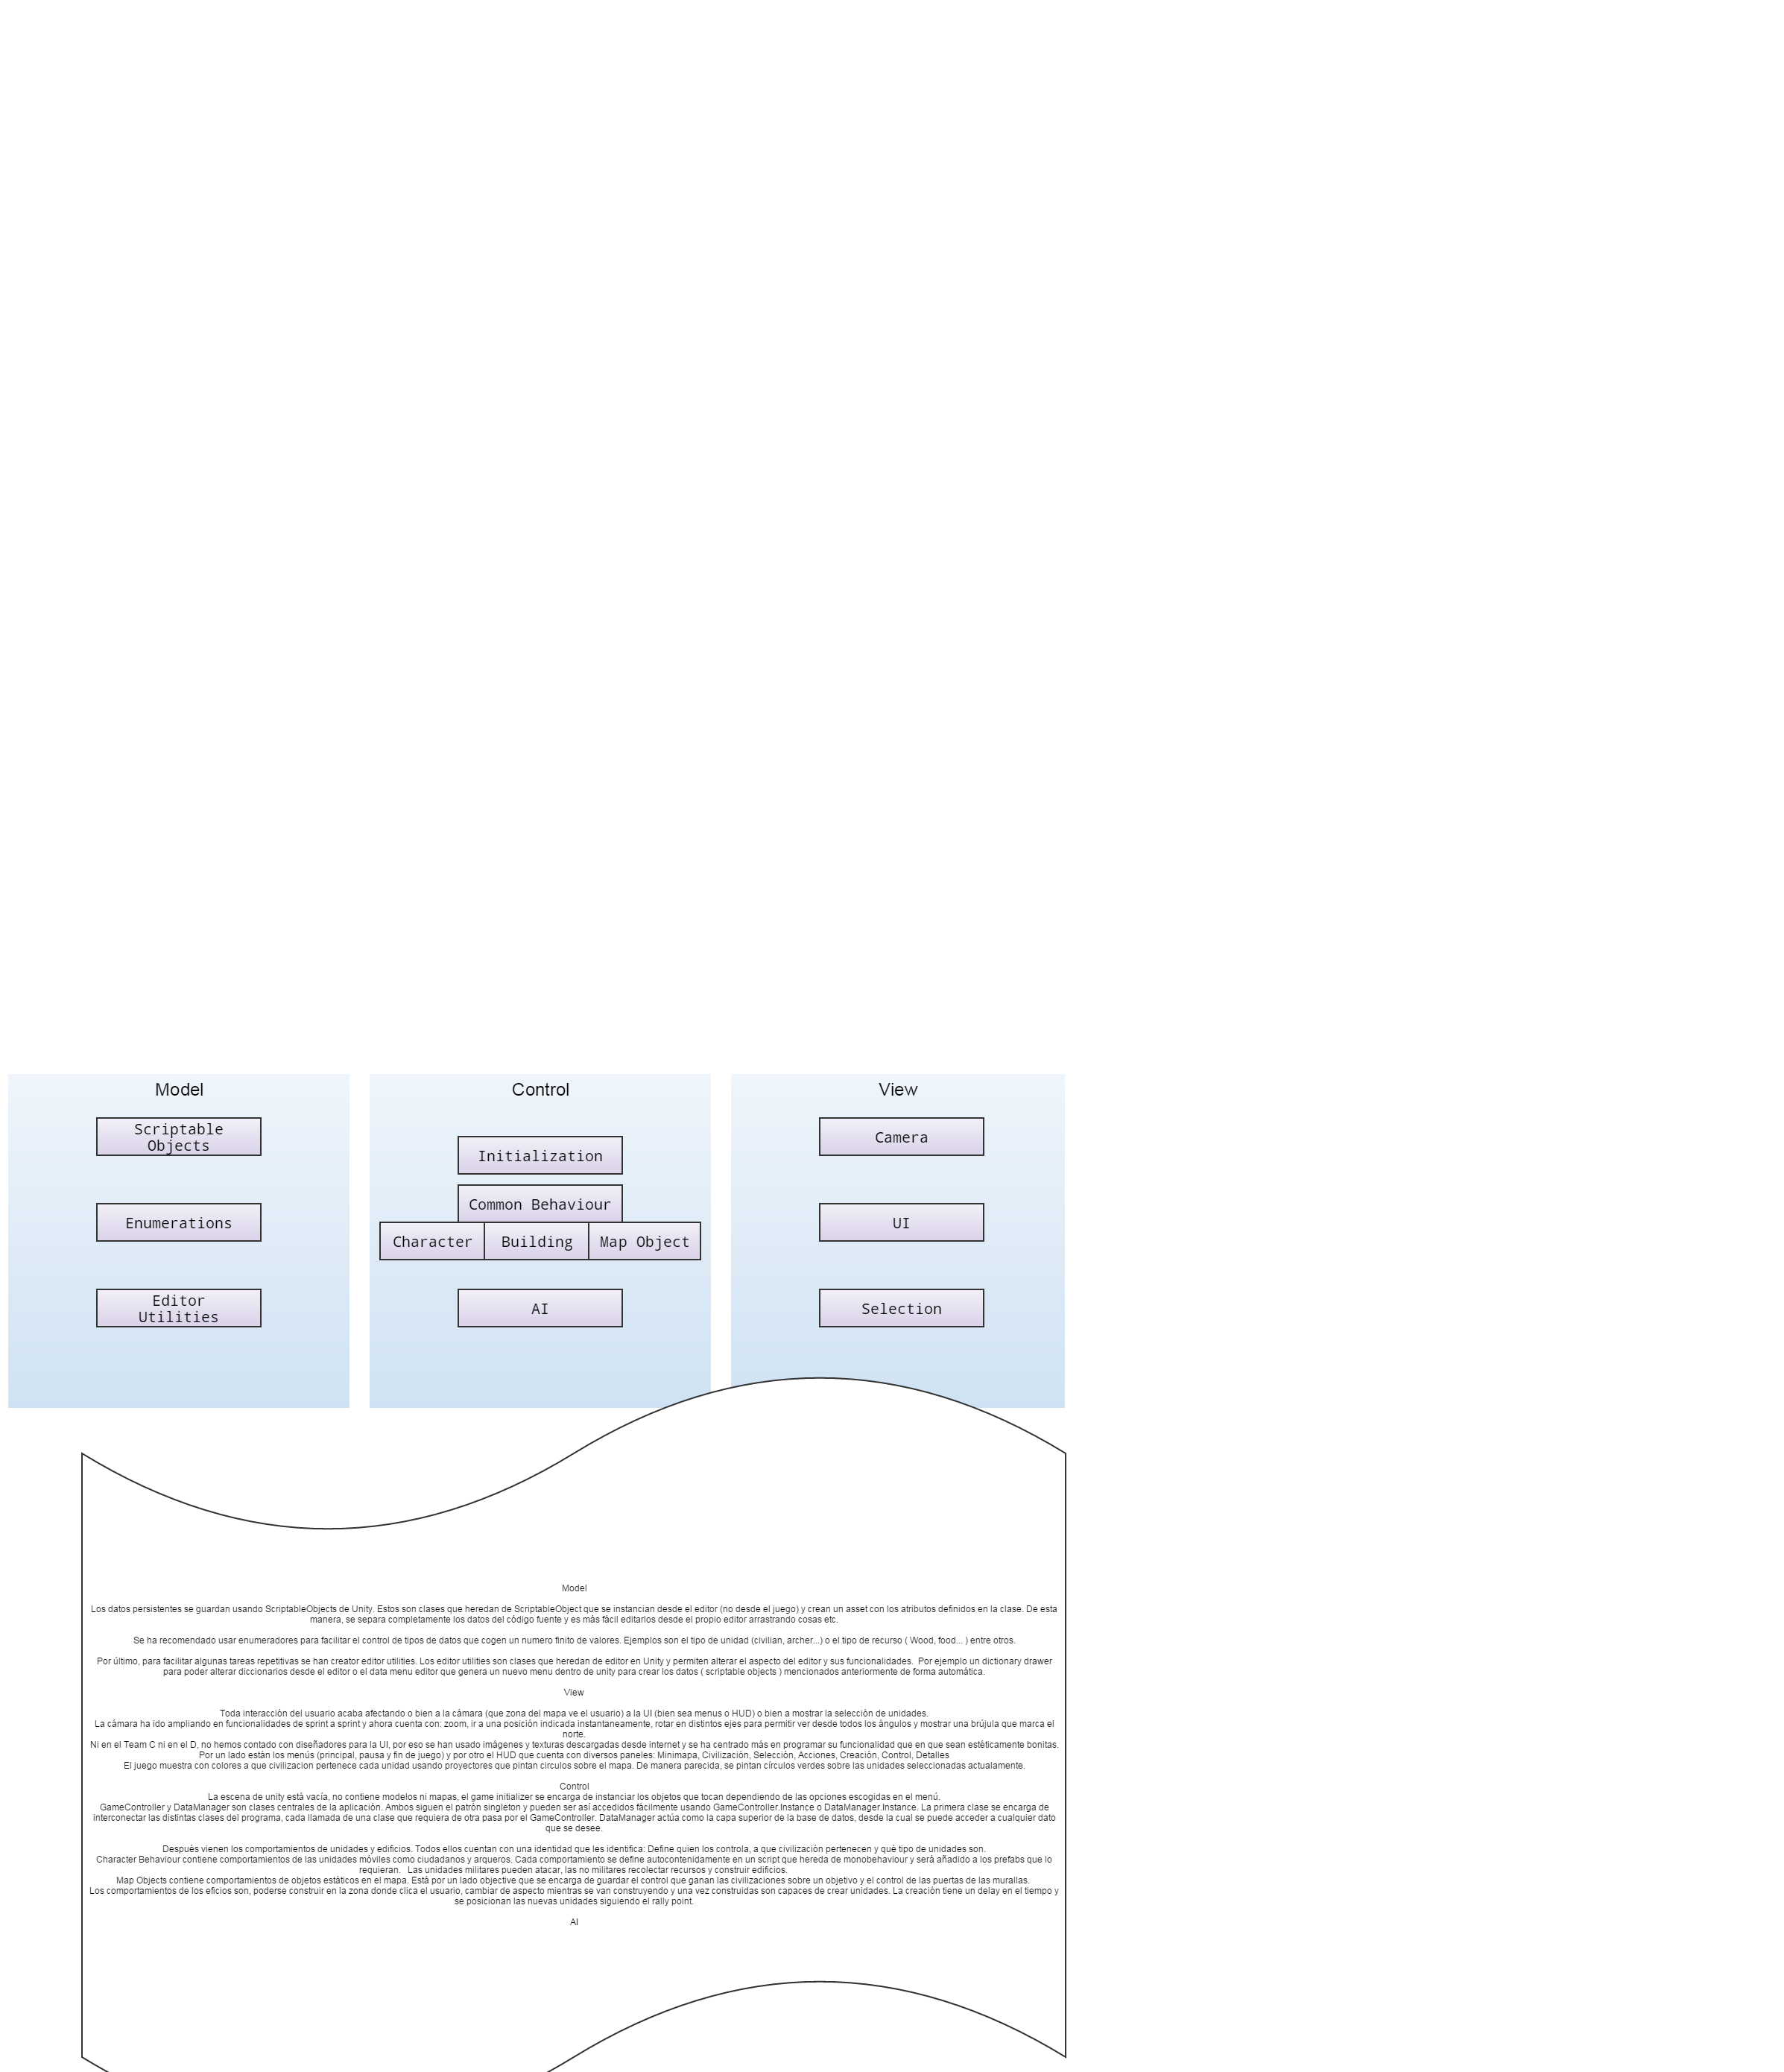 Model
Scriptable
Objects
Enumerations
Editor
Utilities
Control
Initialization
Common Behaviour
Character
Building
Map Object
AI
View
Camera
UI
Selection
Model
Los datos persistentes se guardan usando ScriptableObjects de Unity. Estos son clases que heredan de ScriptableObject que se instancian desde el editor (no desde el juego) y crean un asset con los atributos definidos en la clase. De esta
manera, se separa completamente los datos del código fuente y es más fácil editarlos desde el propio editor arrastrando cosas etc.
Se ha recomendado usar enumeradores para facilitar el control de tipos de datos que cogen un numero finito de valores. Ejemplos son el tipo de unidad (civilian, archer...) o el tipo de recurso ( Wood, food... ) entre otros.
Por último, para facilitar algunas tareas repetitivas se han creator editor utilities. Los editor utilities son clases que heredan de editor en Unity y permiten alterar el aspecto del editor y sus funcionalidades.  Por ejemplo un dictionary drawer
para poder alterar diccionarios desde el editor o el data menu editor que genera un nuevo menu dentro de unity para crear los datos ( scriptable objects ) mencionados anteriormente de forma automática.
View
Toda interacción del usuario acaba afectando o bien a la cámara (que zona del mapa ve el usuario) a la UI (bien sea menus o HUD) o bien a mostrar la selección de unidades.
La cámara ha ido ampliando en funcionalidades de sprint a sprint y ahora cuenta con: zoom, ir a una posición indicada instantaneamente, rotar en distintos ejes para permitir ver desde todos los ángulos y mostrar una brújula que marca el
norte.
Ni en el Team C ni en el D, no hemos contado con diseñadores para la UI, por eso se han usado imágenes y texturas descargadas desde internet y se ha centrado más en programar su funcionalidad que en que sean estéticamente bonitas.
Por un lado están los menús (principal, pausa y fin de juego) y por otro el HUD que cuenta con diversos paneles: Minimapa, Civilización, Selección, Acciones, Creación, Control, Detalles
El juego muestra con colores a que civilizacion pertenece cada unidad usando proyectores que pintan circulos sobre el mapa. De manera parecida, se pintan círculos verdes sobre las unidades seleccionadas actualamente.
Control
La escena de unity está vacía, no contiene modelos ni mapas, el game initializer se encarga de instanciar los objetos que tocan dependiendo de las opciones escogidas en el menú.
GameController y DataManager son clases centrales de la aplicación. Ambos siguen el patrón singleton y pueden ser así accedidos fácilmente usando GameController.Instance o DataManager.Instance. La primera clase se encarga de
interconectar las distintas clases del programa, cada llamada de una clase que requiera de otra pasa por el GameController. DataManager actúa como la capa superior de la base de datos, desde la cual se puede acceder a cualquier dato
que se desee.
Después vienen los comportamientos de unidades y edificios. Todos ellos cuentan con una identidad que les identifica: Define quien los controla, a que civilización pertenecen y qué tipo de unidades son.
Character Behaviour contiene comportamientos de las unidades móviles como ciudadanos y arqueros. Cada comportamiento se define autocontenidamente en un script que hereda de monobehaviour y será añadido a los prefabs que lo
requieran.   Las unidades militares pueden atacar, las no militares recolectar recursos y construir edificios.
Map Objects contiene comportamientos de objetos estáticos en el mapa. Está por un lado objective que se encarga de guardar el control que ganan las civilizaciones sobre un objetivo y el control de las puertas de las murallas.
Los comportamientos de los eficios son, poderse construir en la zona donde clica el usuario, cambiar de aspecto mientras se van construyendo y una vez construidas son capaces de crear unidades. La creación tiene un delay en el tiempo y
se posicionan las nuevas unidades siguiendo el rally point.
AI